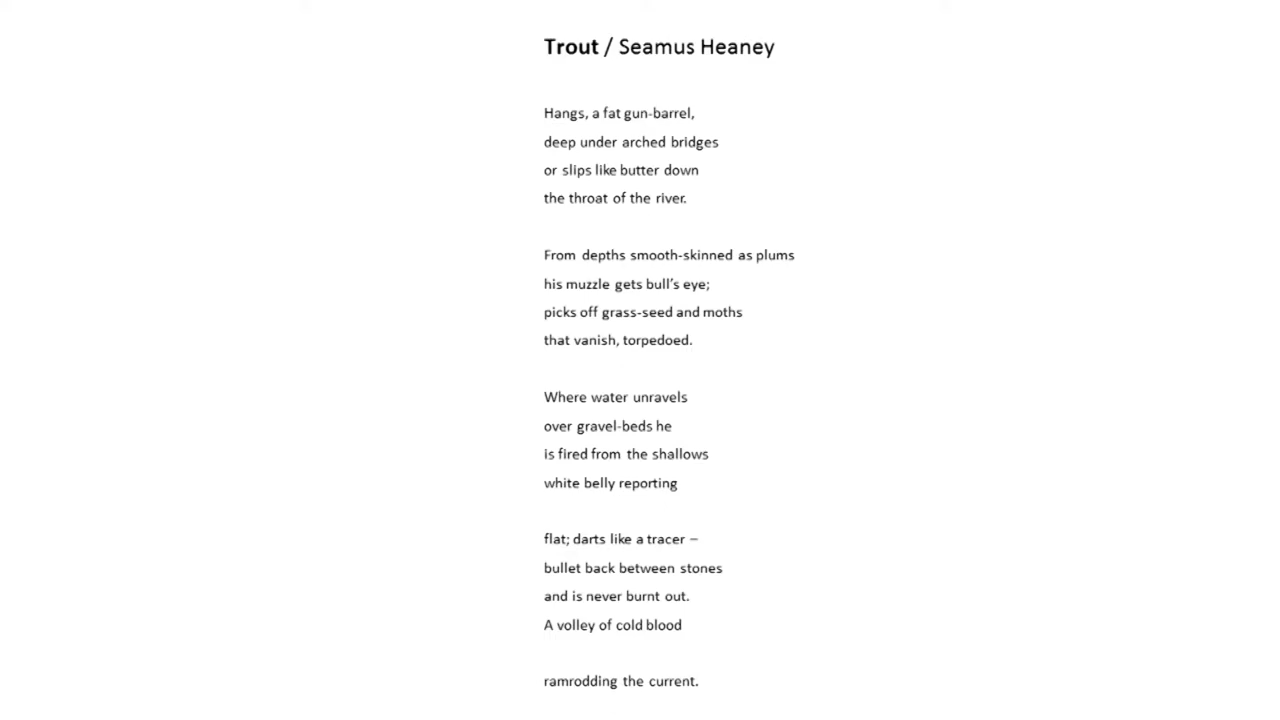 Trout / Seamus Heaney
Hangs, a fat gun-barrel,
deep under arched bridges
or slips like butter down
the throat of the river.
From depths smooth-skinned as plums
his muzzle gets bull's eye;
picks off grass-seed and moths
that vanish, torpedoed.
Where water unravels
over gravel-beds he
is fired from the shallows
white belly reporting
flat; darts like a tracer –
bullet back between stones
and is never burnt out.
A volley of cold blood
ramrodding the current.